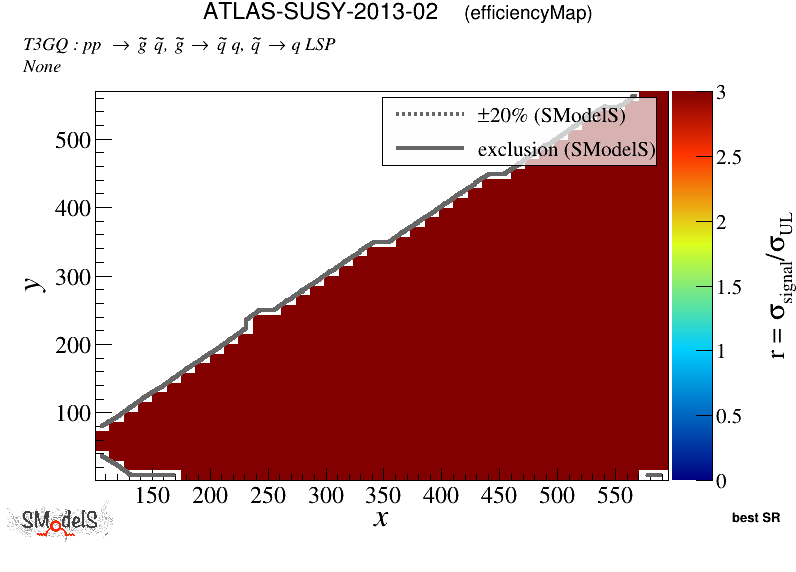 ATLAS-SUSY-2013-02 (efficiencyMap)
T3GQ : pp → g̃ q̃, g̃ → q̃ q, q̃ → q LSP
None
±20% (SModelS)
exclusion (SModelS)
500
400
300
200
100
y
150 200 250 300 350 400 450 500 550
x
3
2.5
2
1.5
1
0.5
0
r = σsignal/σUL
SModelS
best SR